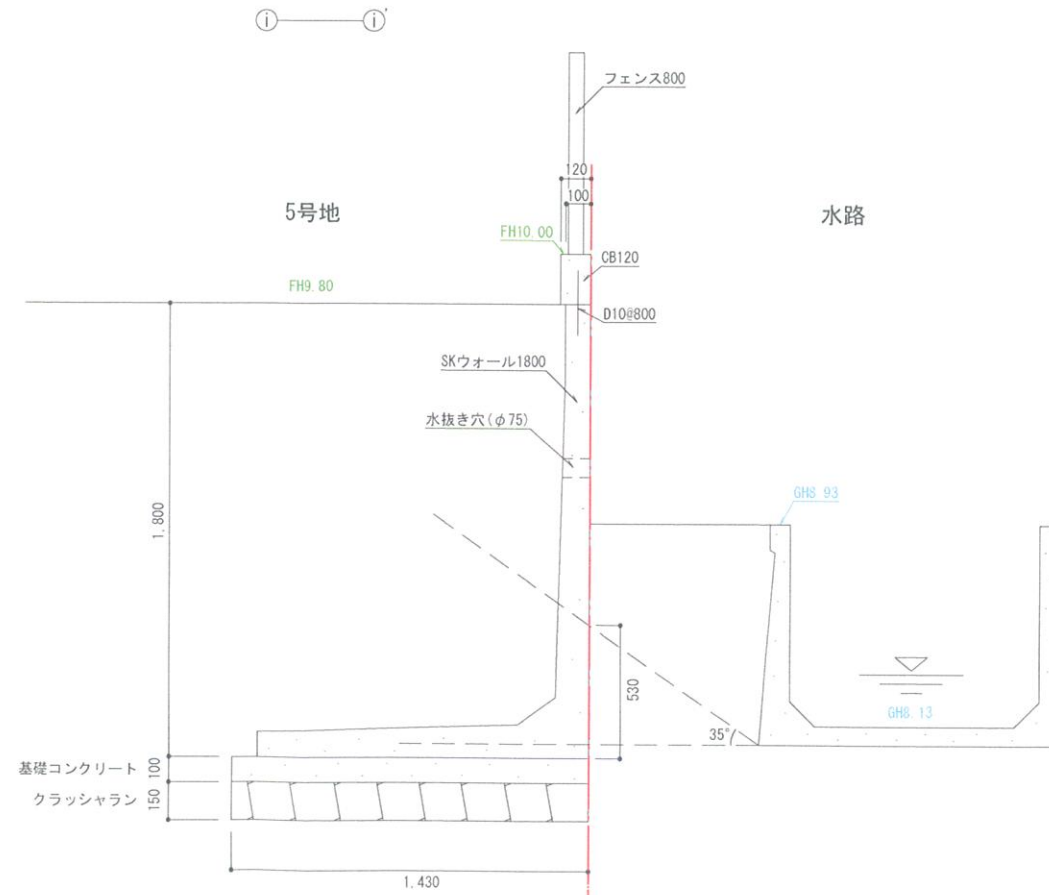 i i'
フェンス800
120
100
5号地
水路
FH10.00
CB120
FH9.80
D10@800
SKウォール1800
水抜き穴(φ75)
GH8.93
1.800
530
GH8.13
35°
基礎コンクリート
100
クラッシャラン
150
1.430